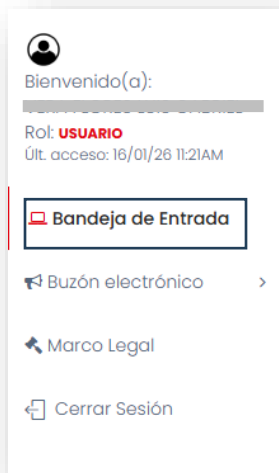 Bienvenido(a):
Rol: USUARIO
Últ. acceso: 16/01/26 11:21AM
Bandeja de Entrada
Buzón electrónico
Marco Legal
Cerrar Sesión